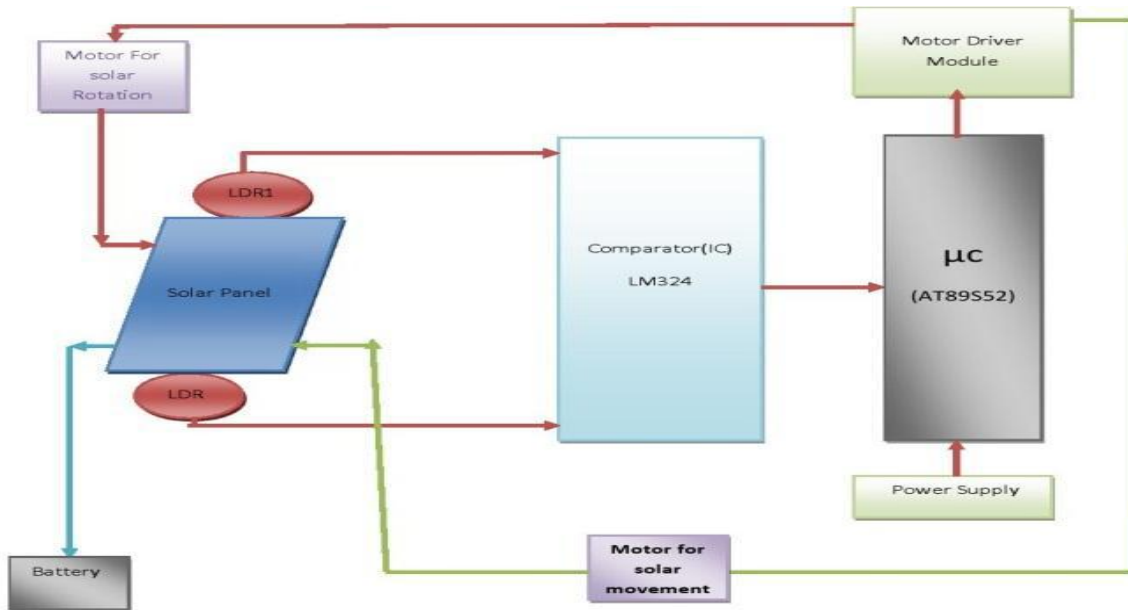 Motor For
solar
Rotation
Motor Driver
Module
LDR1
Comparator(IC)
LM324
µc
(AT89S52)
Solar Panel
LDR
Power Supply
Battery
Motor for
solar
movement